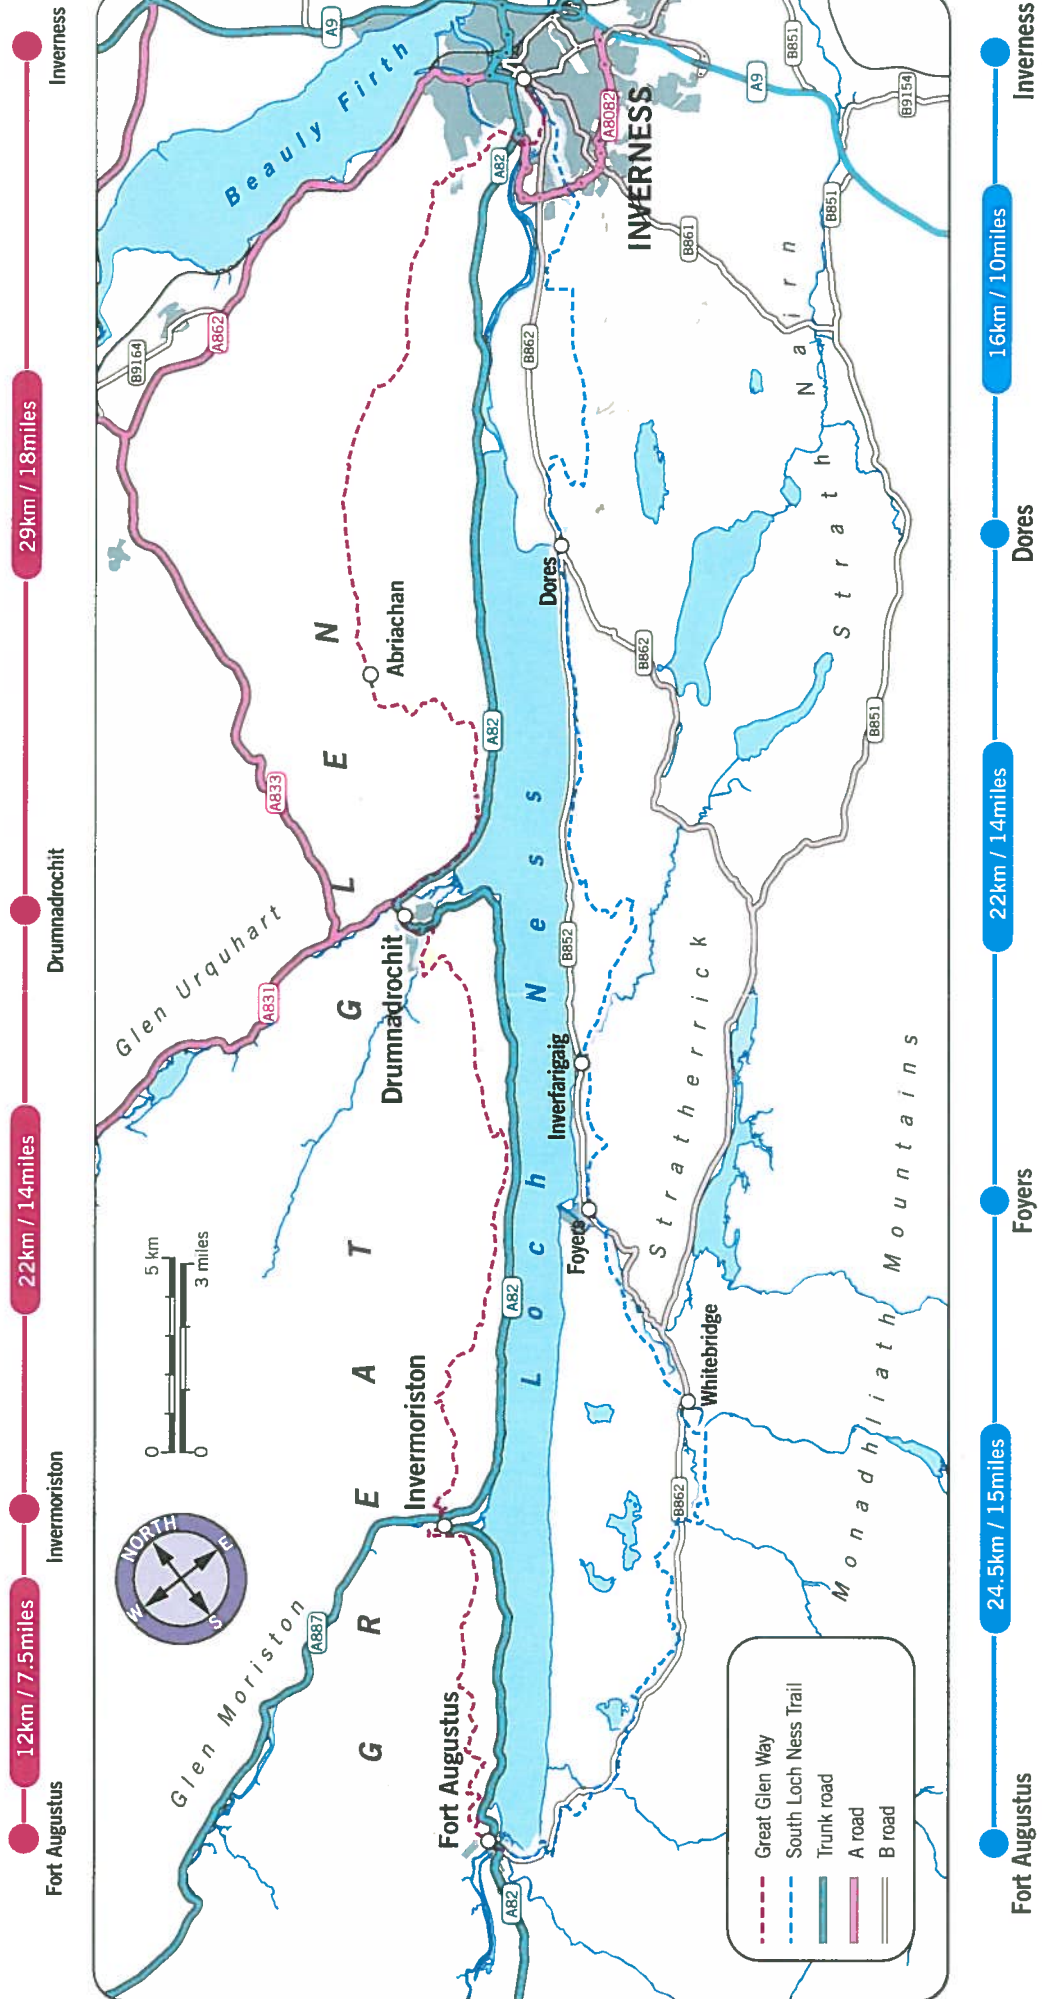 Fort Augustus
12km / 7.5miles
Invermoriston
22km / 14miles
Drumnadrochit
29km / 18miles
Inverness
Glen Moriston
A887
NORTH
E
S
W
0
5 km
0
3 miles
Glen Urquhart
A831
A833
A862
B9164
Beauly Firth
A9
GREAT GLEN
Fort Augustus
A82
Invermoriston
A82
Drumnadrochit
A82
Abriachan
A82
INVERNESS
A8082
A9
B851
B9154
B851
B861
B862
Loch Ness
Dores
B862
B852
Inverfarigaig
Foyers
Whitebridge
B862
Stratherrick
B851
Strath Nairn
Monadhliath Mountains
Great Glen Way
South Loch Ness Trail
Trunk road
A road
B road
Fort Augustus
24.5km / 15miles
Foyers
22km / 14miles
Dores
16km / 10miles
Inverness